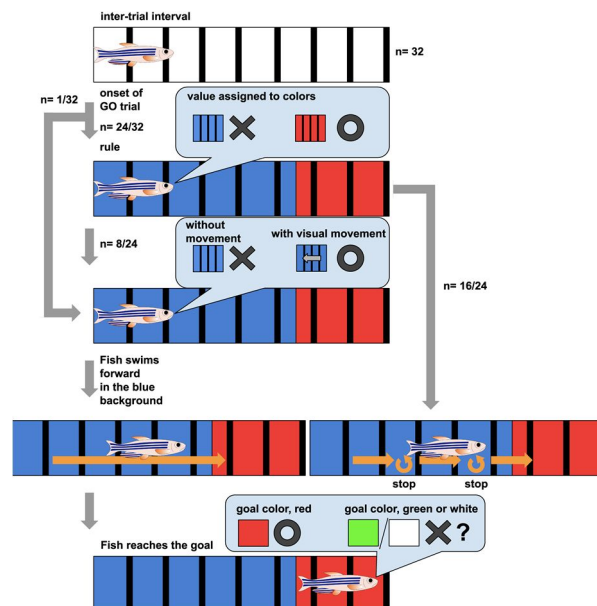 inter-trial interval
n= 32
onset of
GO trial
n= 1/32
n= 24/32
rule
value assigned to colors
n= 8/24
without
movement
with visual movement
n= 16/24
Fish swims
forward
in the blue
background
stop
stop
goal color, red
goal color, green or white
?
Fish reaches the goal